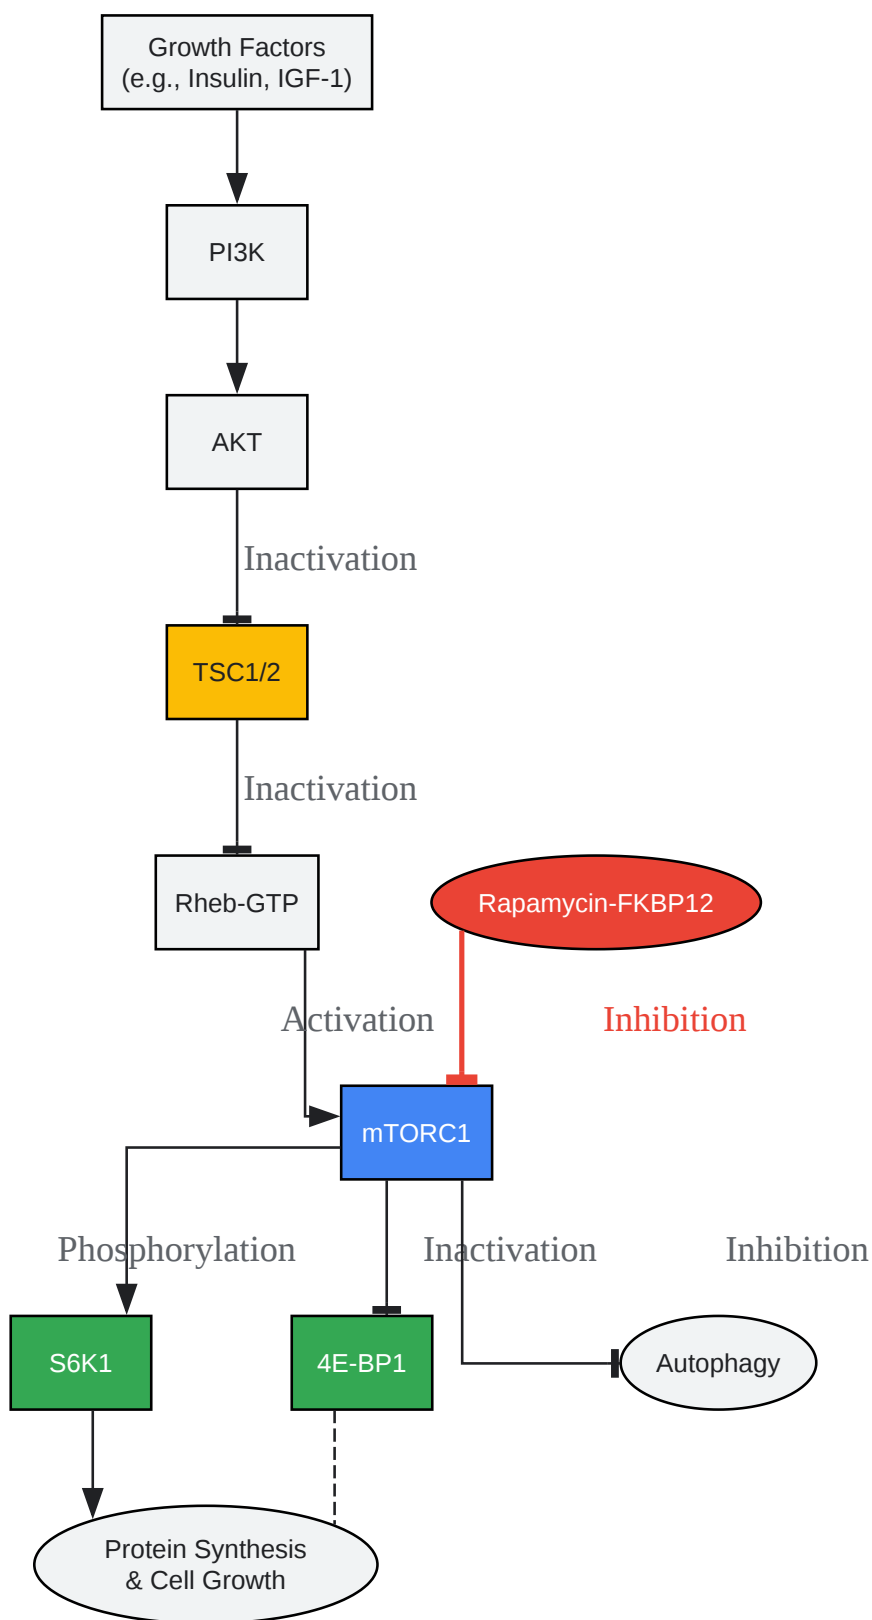 Growth Factors
(e.g., Insulin, IGF-1)
PI3K
AKT
Inactivation
TSC1/2
Inactivation
Rheb-GTP
Rapamycin-FKBP12
Activation
Inhibition
mTORC1
Phosphorylation
Inactivation
Inhibition
S6K1
4E-BP1
Autophagy
Protein Synthesis
& Cell Growth